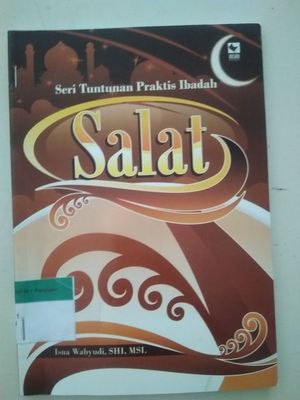 Seri Tuntunan Praktis Ibadah
Salat
Isna Wahyudi, SHI, MSI.